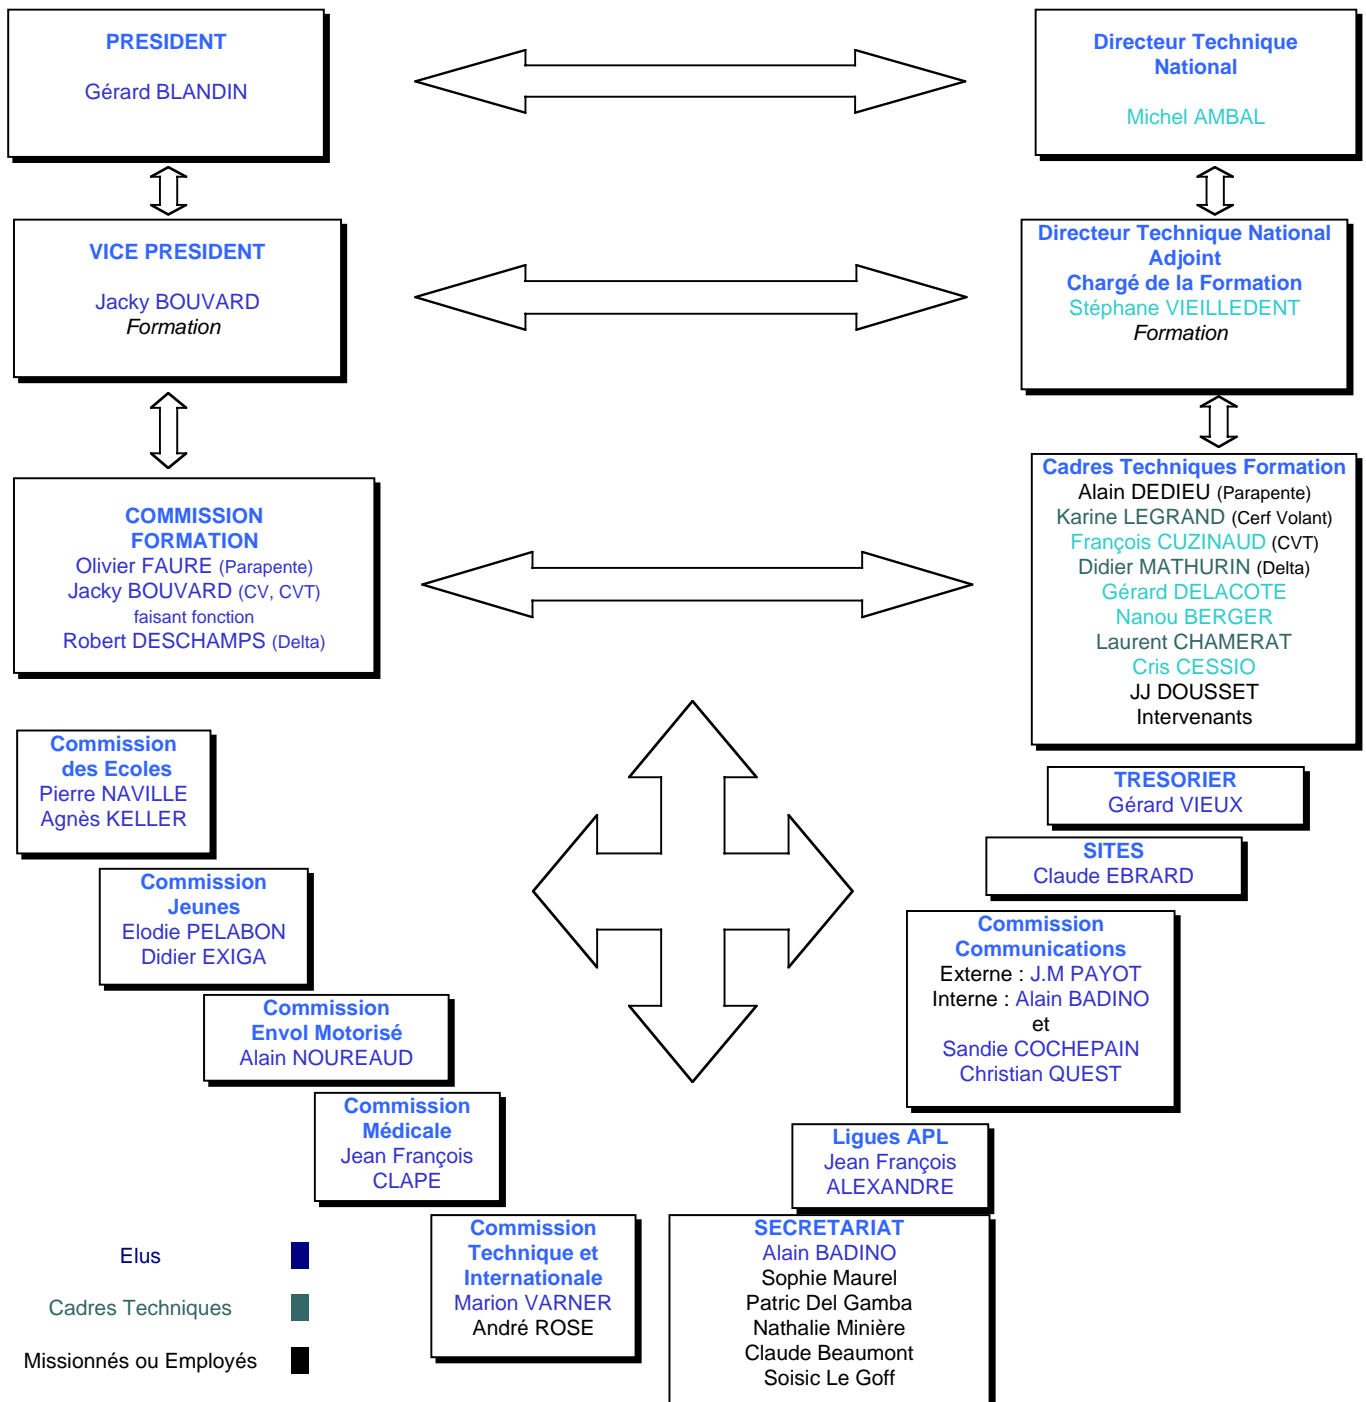 PRESIDENT
Gérard BLANDIN
Directeur Technique
National
Michel AMBAL
VICE PRESIDENT
Jacky BOUVARD
Formation
Directeur Technique National
Adjoint
Chargé de la Formation
Stéphane VIEILLEDENT
Formation
COMMISSION
FORMATION
Olivier FAURE (Parapente)
Jacky BOUVARD (CV, CVT)
faisant fonction
Robert DESCHAMPS (Delta)
Cadres Techniques Formation
Alain DEDIEU (Parapente)
Karine LEGRAND (Cerf Volant)
François CUZINAUD (CVT)
Didier MATHURIN (Delta)
Gérard DELACOTE
Nanou BERGER
Laurent CHAMERAT
Cris CESSIO
JJ DOUSSET
Intervenants
Commission
des Ecoles
Pierre NAVILLE
Agnès KELLER
TRESORIER
Gérard VIEUX
SITES
Claude EBRARD
Commission
Jeunes
Elodie PELABON
Didier EXIGA
Commission
Communications
Externe : J.M PAYOT
Interne : Alain BADINO
et
Sandie COCHEPAIN
Christian QUEST
Commission
Envol Motorisé
Alain NOUREAUD
Commission
Médicale
Jean François
CLAPE
Ligues APL
Jean François
ALEXANDRE
Commission
Technique et
Internationale
Marion VARNER
André ROSE
SECRETARIAT
Alain BADINO
Sophie Maurel
Patric Del Gamba
Nathalie Minière
Claude Beaumont
Soisic Le Goff
Elus
Cadres Techniques
Missionnés ou Employés